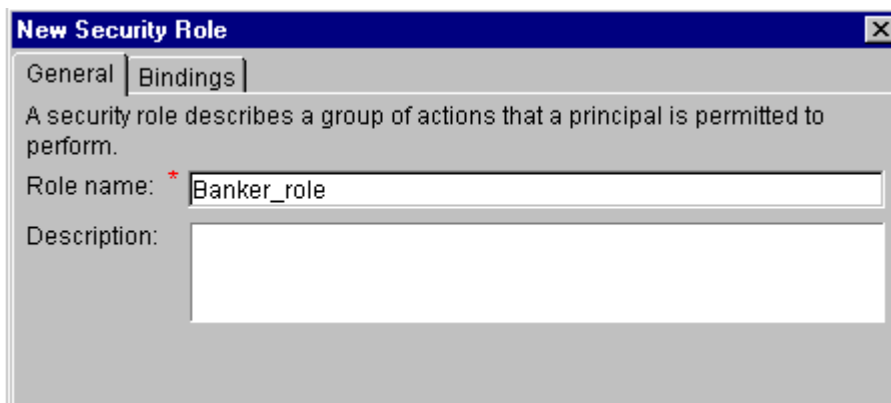 New Security Role
General Bindings
A security role describes a group of actions that a principal is permitted to
perform.
Role name: * Banker_role
Description: